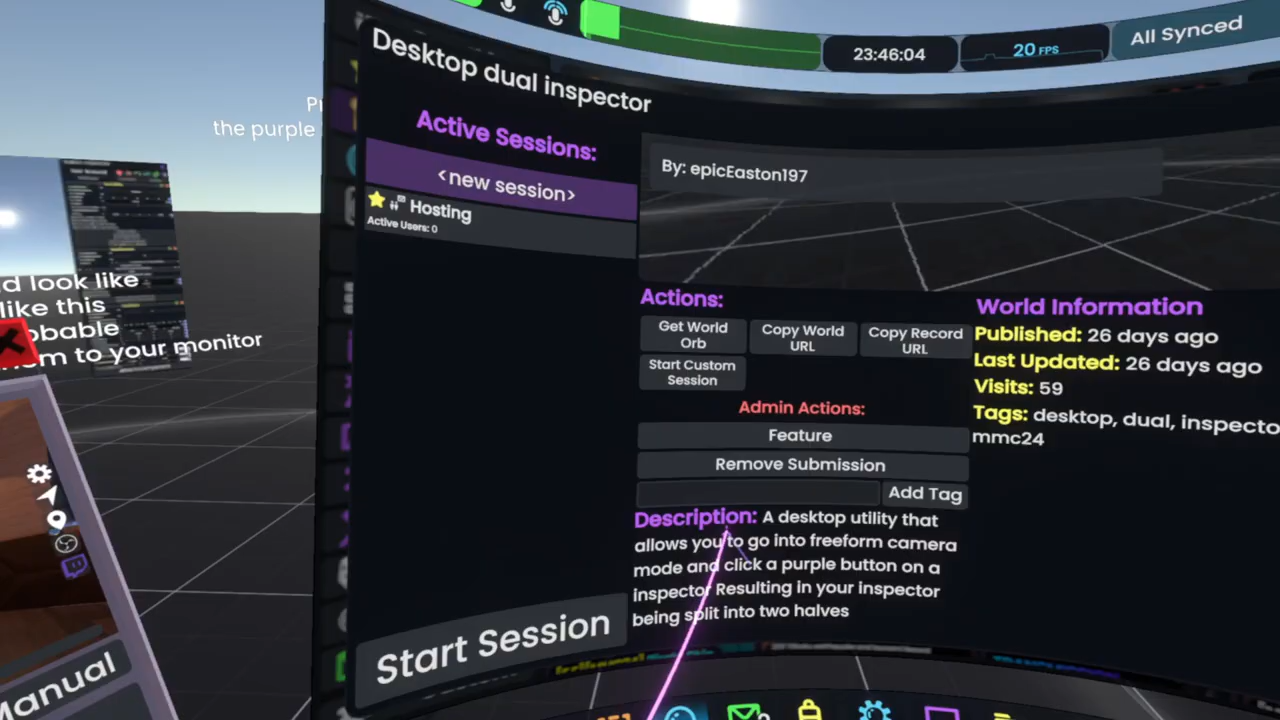 23:46:04
20 FPS
All Synced
Desktop dual inspector
Active Sessions:
<new session>
Hosting
Active Users: 0
By: epicEaston197
the purple
d look like
like this
obable
em to your monitor
Actions:
Get World
Orb
Copy World
URL
Copy Record
URL
Start Custom
Session
Admin Actions:
Feature
Remove Submission
Add Tag
Description: A desktop utility that
allows you to go into freeform camera
mode and click a purple button on a
inspector Resulting in your inspector
being split into two halves
World Information
Published: 26 days ago
Last Updated: 26 days ago
Visits: 59
Tags: desktop, dual, inspecto
mmc24
Start Session
Manual